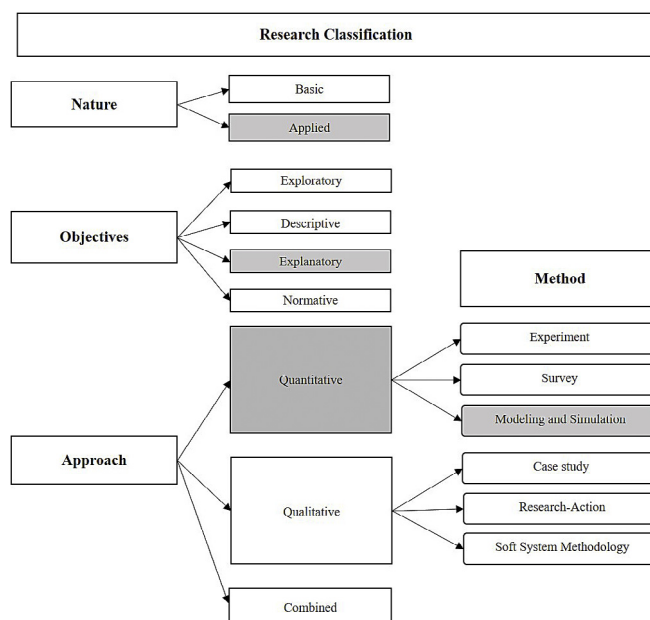 Research Classification
Nature
Basic
Applied
Objectives
Exploratory
Descriptive
Explanatory
Normative
Approach
Quantitative
Qualitative
Combined
Method
Experiment
Survey
Modeling and Simulation
Case study
Research-Action
Soft System Methodology